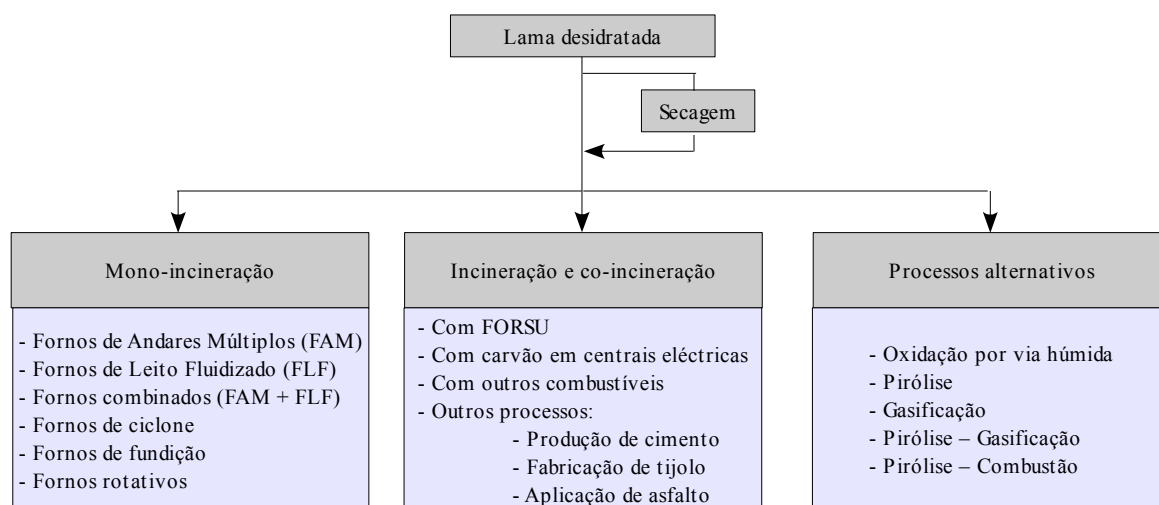 Lama desidratada
Secagem
Mono-incineração
- Fornos de Andares Múltiplos (FAM)
- Fornos de Leito Fluidizado (FLF)
- Fornos combinados (FAM + FLF)
- Fornos de ciclone
- Fornos de fundição
- Fornos rotativos
Incineração e co-incineração
- Com FORSU
- Com carvão em centrais eléctricas
- Com outros combustíveis
- Outros processos:
- Produção de cimento
- Fabricação de tijolo
- Aplicação de asfalto
Processos alternativos
- Oxidação por via húmida
- Pirólise
- Gasificação
- Pirólise – Gasificação
- Pirólise – Combustão